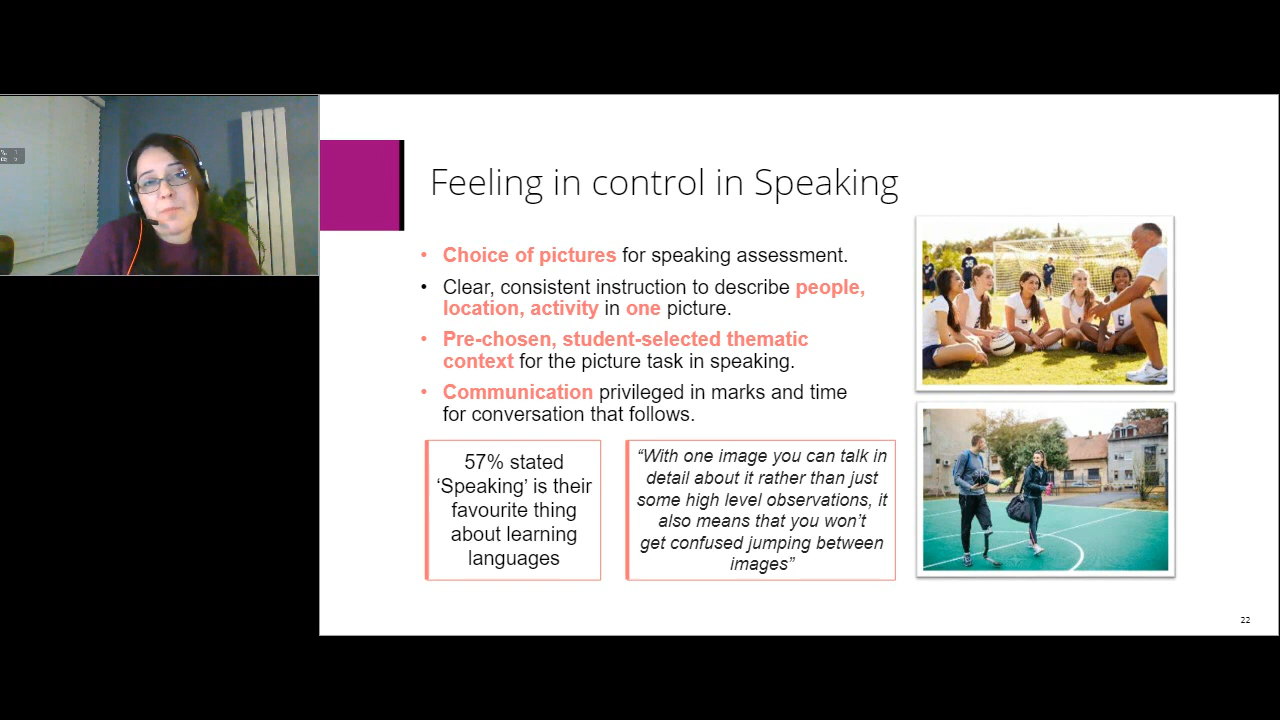 Feeling in control in Speaking
• Choice of pictures for speaking assessment.
• Clear, consistent instruction to describe people,
location, activity in one picture.
• Pre-chosen, student-selected thematic
context for the picture task in speaking.
• Communication privileged in marks and time
for conversation that follows.
57% stated
‘Speaking’ is their
favourite thing
about learning
languages
“With one image you can talk in
detail about it rather than just
some high level observations, it
also means that you won’t
get confused jumping between
images”
35
5
22